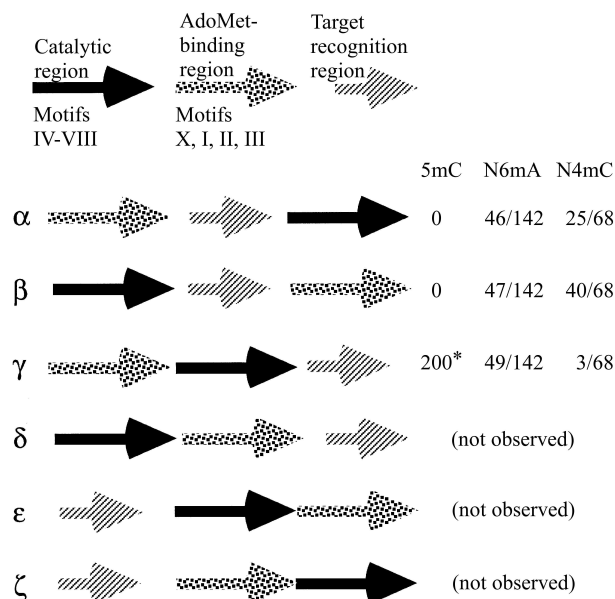 Catalytic region
AdoMet-binding region
Target recognition region
Motifs IV-VIII
Motifs X, I, II, III
5mC N6mA N4mC
α 0 46/142 25/68
β 0 47/142 40/68
γ 200* 49/142 3/68
δ (not observed)
ε (not observed)
ζ (not observed)